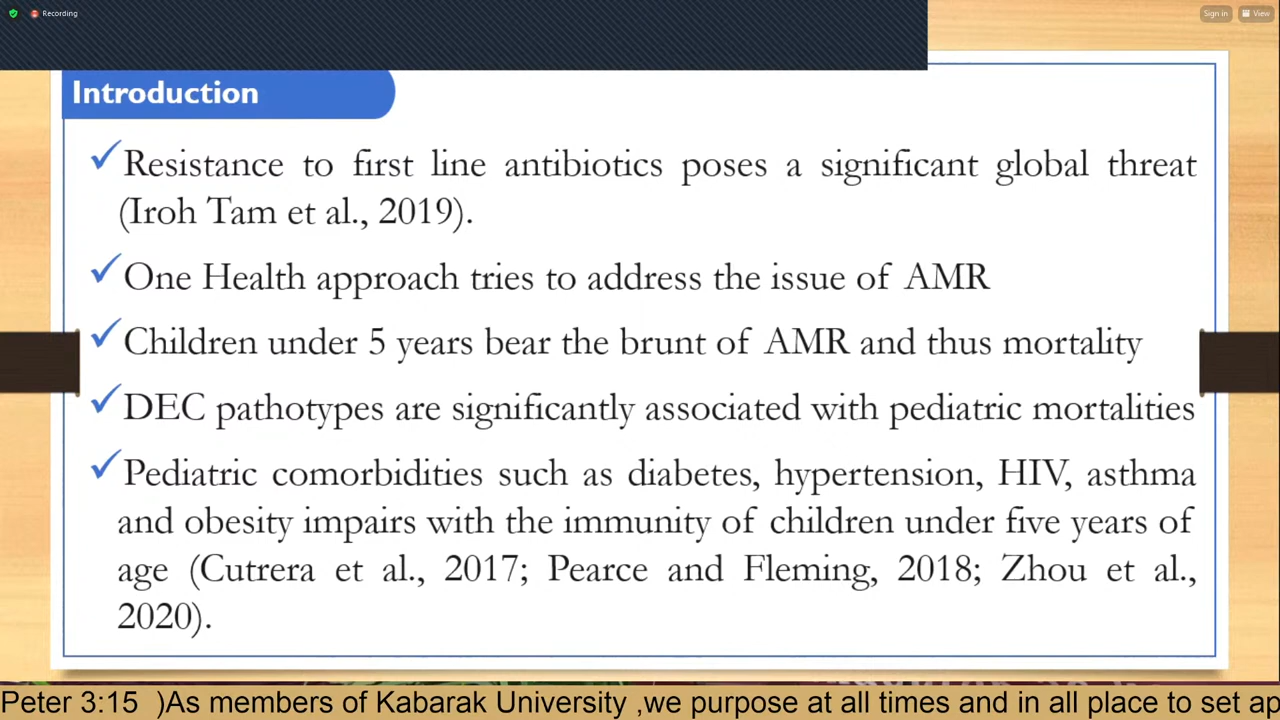 Recording
Sign in
View
Introduction
Resistance to first line antibiotics poses a significant global threat
(Iroh Tam et al., 2019).
One Health approach tries to address the issue of AMR
Children under 5 years bear the brunt of AMR and thus mortality
DEC pathotypes are significantly associated with pediatric mortalities
Pediatric comorbidities such as diabetes, hypertension, HIV, asthma
and obesity impairs with the immunity of children under five years of
age (Cutrera et al., 2017; Pearce and Fleming, 2018; Zhou et al.,
2020).
Peter 3:15 )As members of Kabarak University ,we purpose at all times and in all place to set ap